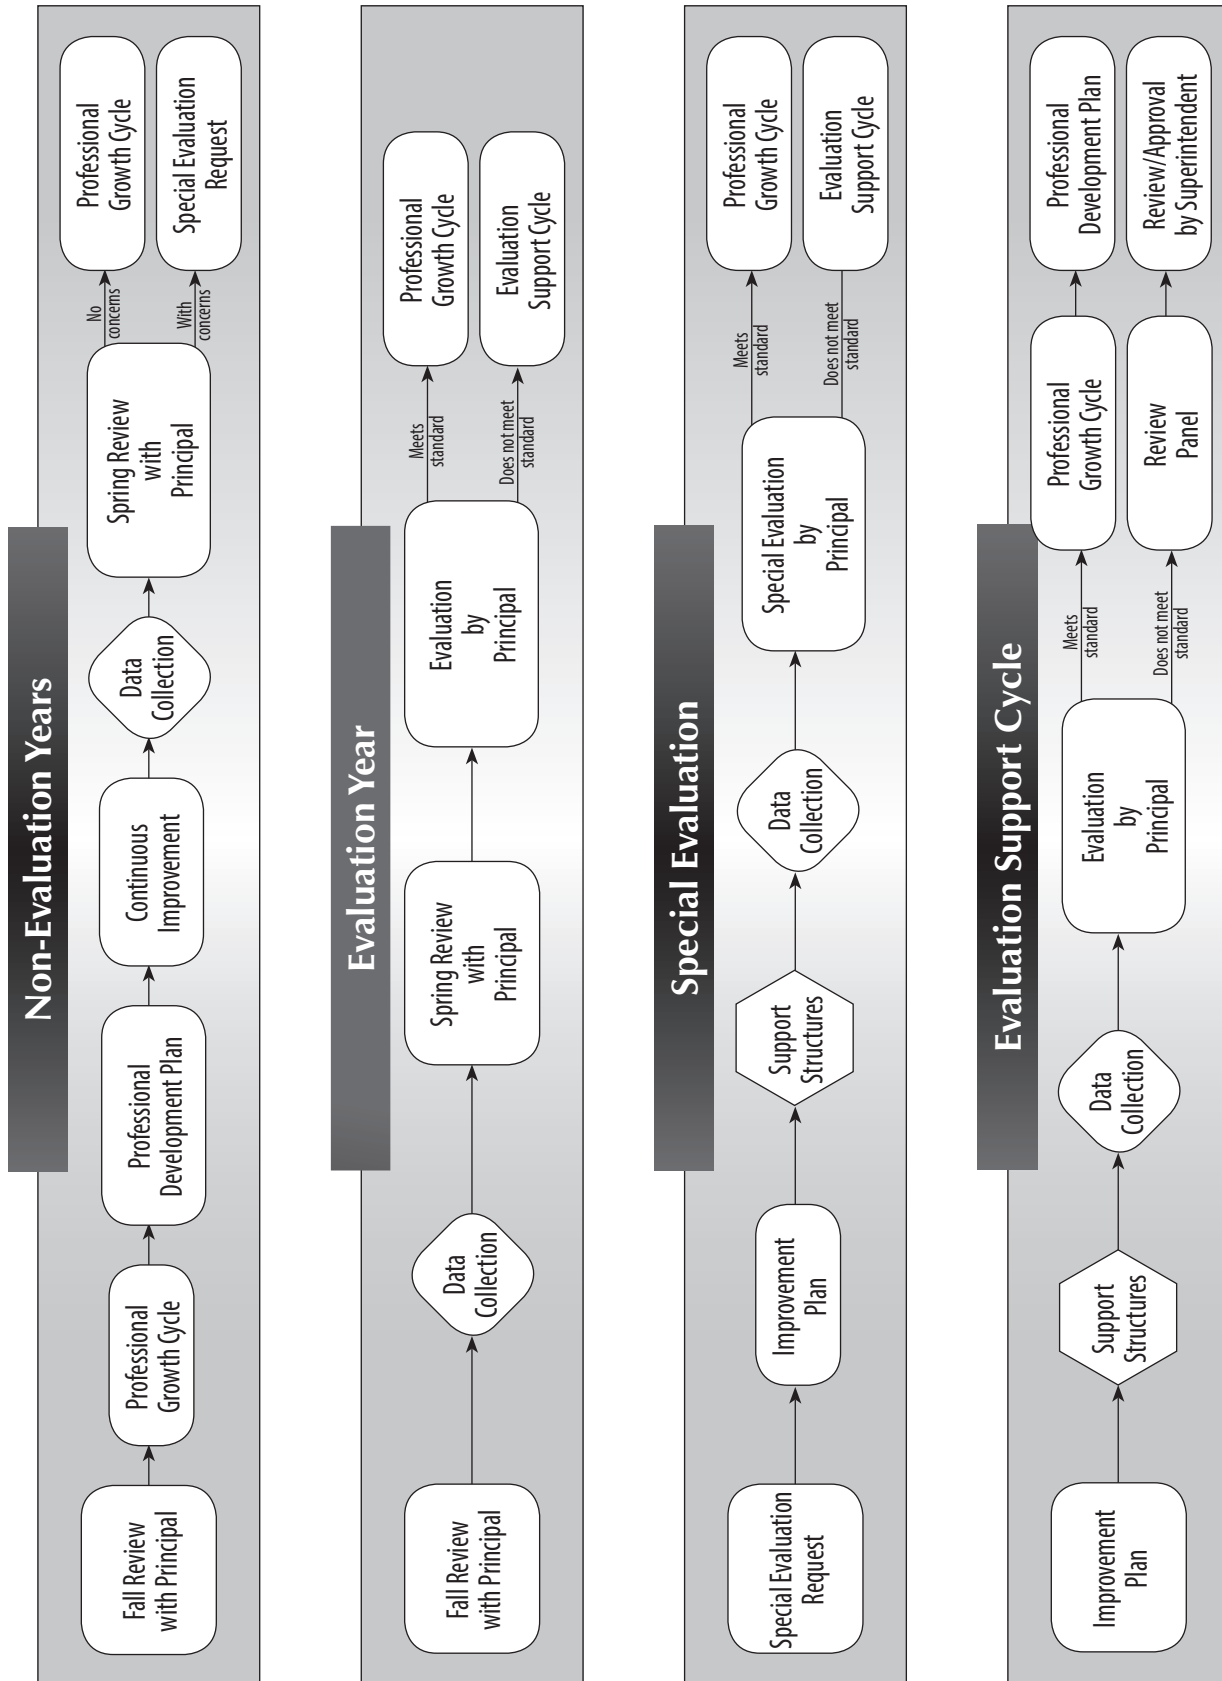 Non-Evaluation Years
Fall Review
with Principal
Professional
Growth Cycle
Professional
Development Plan
Continuous
Improvement
Data
Collection
Spring Review
with
Principal
No
concerns
With
concerns
Professional
Growth Cycle
Special Evaluation
Request
Evaluation Year
Fall Review
with Principal
Data
Collection
Spring Review
with
Principal
Evaluation
by
Principal
Meets
standard
Does not meet
standard
Professional
Growth Cycle
Evaluation
Support Cycle
Special Evaluation
Special Evaluation
Request
Improvement
Plan
Support
Structures
Data
Collection
Special Evaluation
by
Principal
Meets
standard
Does not meet
standard
Professional
Growth Cycle
Evaluation
Support Cycle
Evaluation Support Cycle
Improvement
Plan
Support
Structures
Data
Collection
Evaluation
by
Principal
Meets
standard
Does not meet
standard
Professional
Growth Cycle
Review
Panel
Professional
Development Plan
Review/Approval
by Superintendent